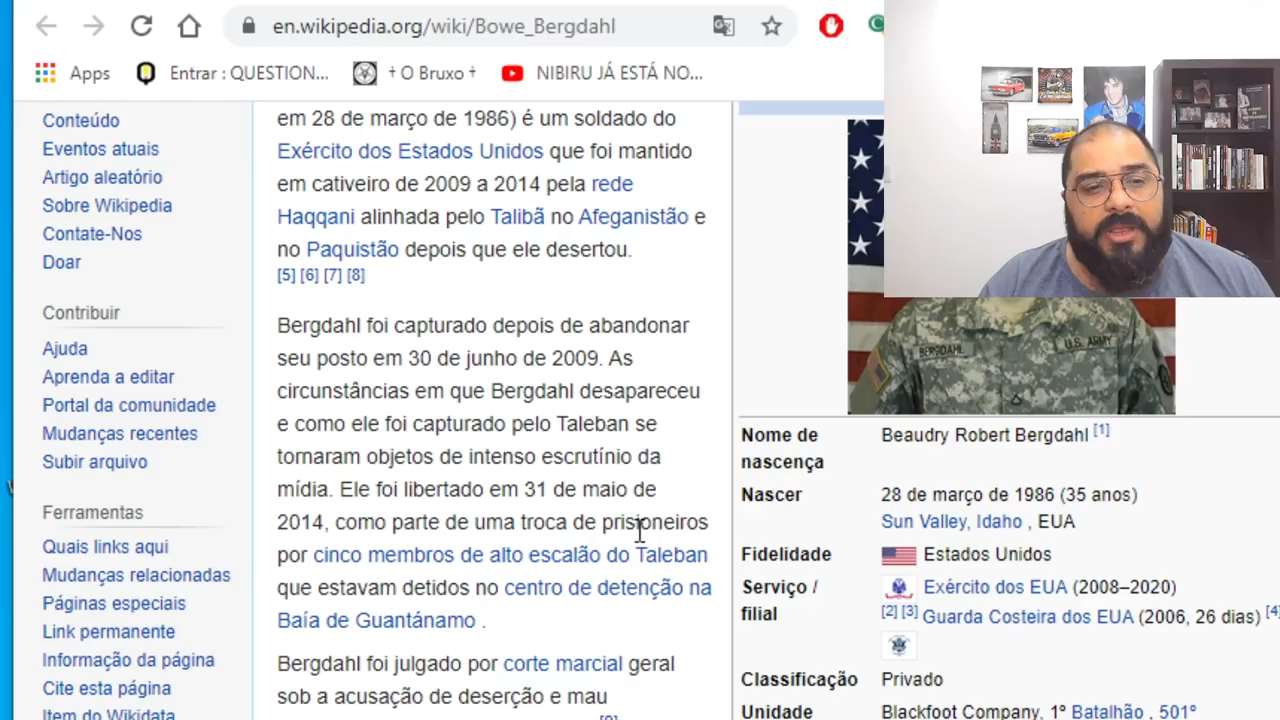 en.wikipedia.org/wiki/Bowe_Bergdahl
Apps
Entrar : QUESTION...
† O Bruxo †
NIBIRU JÁ ESTÁ NO...
Conteúdo
Eventos atuais
Artigo aleatório
Sobre Wikipedia
Contate-Nos
Doar
Contribuir
Ajuda
Aprenda a editar
Portal da comunidade
Mudanças recentes
Subir arquivo
Ferramentas
Quais links aqui
Mudanças relacionadas
Páginas especiais
Link permanente
Informação da página
Cite esta página
Item do Wikidata
em 28 de março de 1986) é um soldado do
Exército dos Estados Unidos que foi mantido
em cativeiro de 2009 a 2014 pela rede
Haqqani alinhada pelo Talibã no Afeganistão e
no Paquistão depois que ele desertou.
[5] [6] [7] [8]
Bergdahl foi capturado depois de abandonar
seu posto em 30 de junho de 2009. As
circunstâncias em que Bergdahl desapareceu
e como ele foi capturado pelo Taleban se
tornaram objetos de intenso escrutínio da
mídia. Ele foi libertado em 31 de maio de
2014, como parte de uma troca de prisioneiros
por cinco membros de alto escalão do Taleban
que estavam detidos no centro de detenção na
Baía de Guantánamo .
Bergdahl foi julgado por corte marcial geral
sob a acusação de deserção e mau
[9]
BERGDAHL
U.S. ARMY
Nome de nascença
Beaudry Robert Bergdahl [1]
Nascer
28 de março de 1986 (35 anos)
Sun Valley, Idaho , EUA
Fidelidade
Estados Unidos
Serviço / filial
Exército dos EUA (2008–2020)
[2] [3] Guarda Costeira dos EUA (2006, 26 dias) [4]
Classificação
Privado
Unidade
Blackfoot Company, 1º Batalhão , 501º